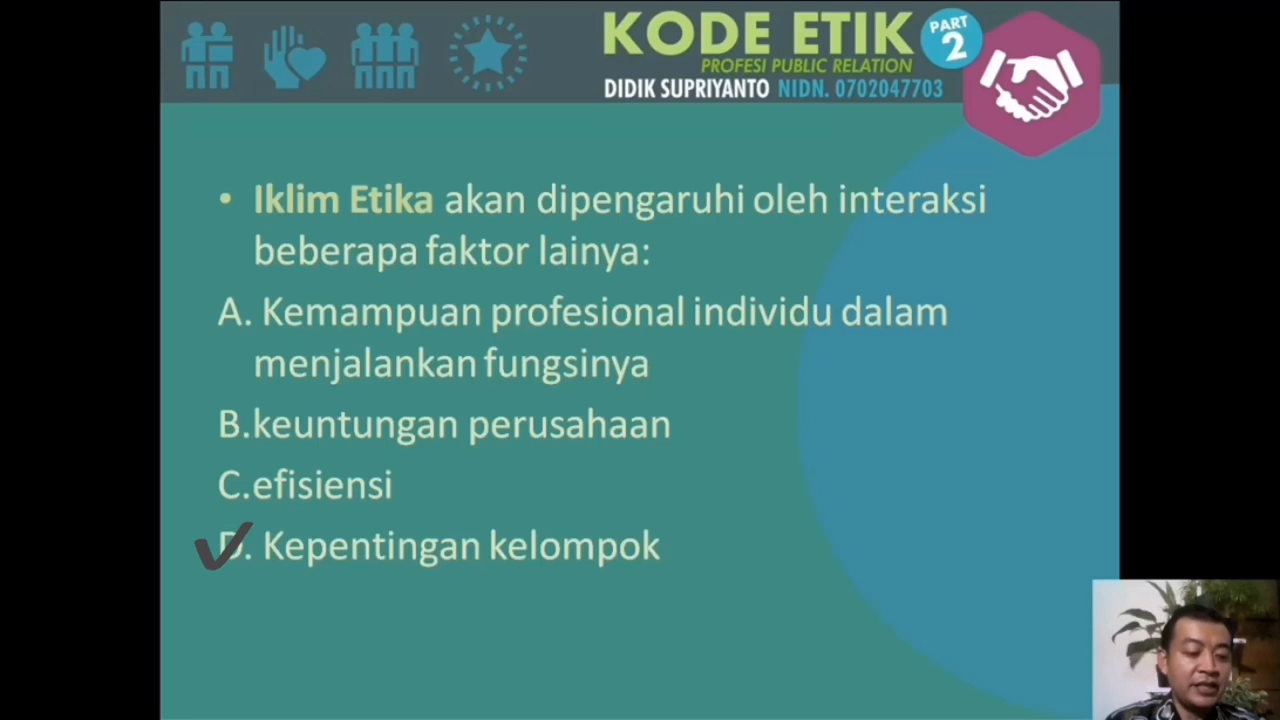 KODE ETIK PART 2
PROFESI PUBLIC RELATION
DIDIK SUPRIYANTO NIDN. 0702047703
• Iklim Etika akan dipengaruhi oleh interaksi
beberapa faktor lainya:
A. Kemampuan profesional individu dalam
menjalankan fungsinya
B.keuntungan perusahaan
C.efisiensi
D. Kepentingan kelompok